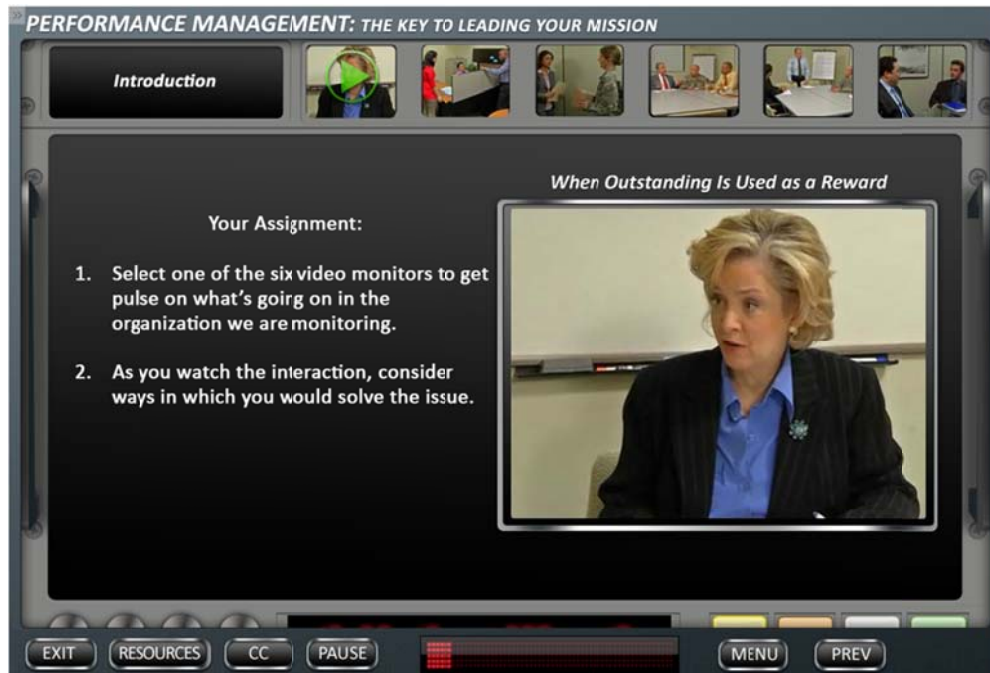 PERFORMANCE MANAGEMENT: THE KEY TO LEADING YOUR MISSION
Introduction
When Outstanding Is Used as a Reward
Your Assignment:
1. Select one of the six video monitors to get
pulse on what's going on in the
organization we are monitoring.
2. As you watch the interaction, consider
ways in which you would solve the issue.
EXIT RESOURCES CC PAUSE MENU PREV